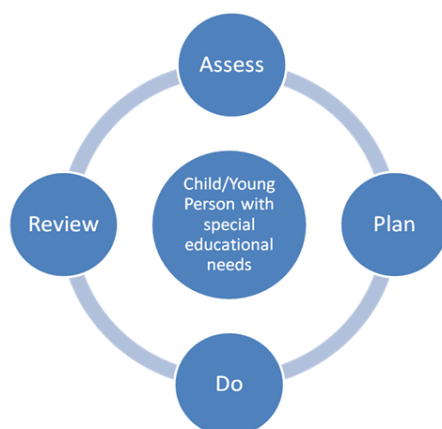 Assess
Child/Young
Person with
special
educational
needs
Review
Plan
Do